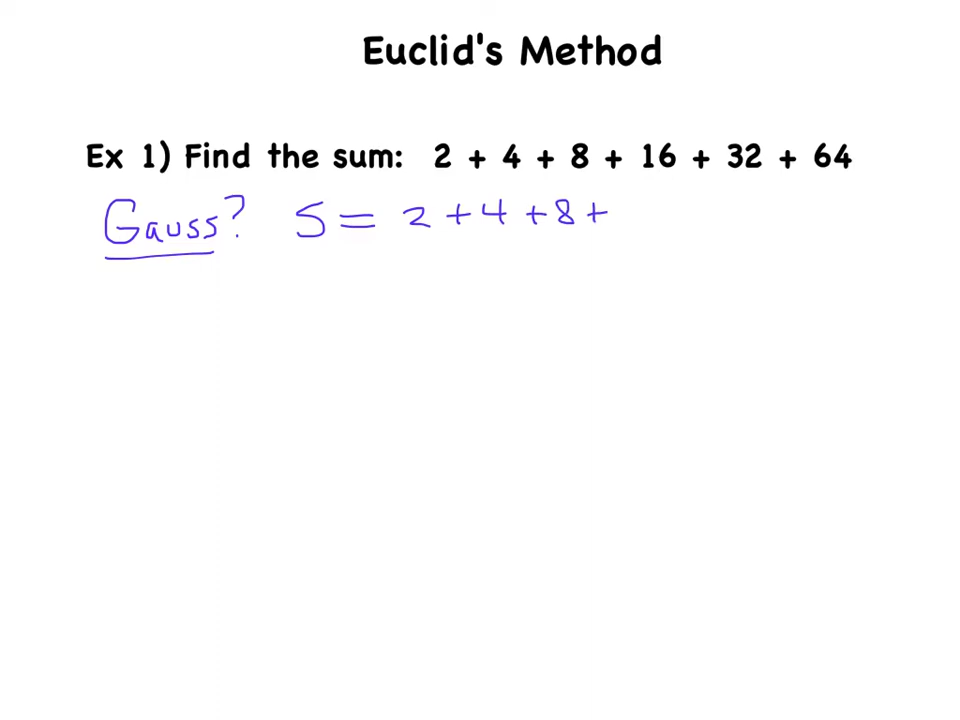 Euclid's Method
Ex 1) Find the sum: 2 + 4 + 8 + 16 + 32 + 64
Gauss? S = 2 + 4 + 8 +